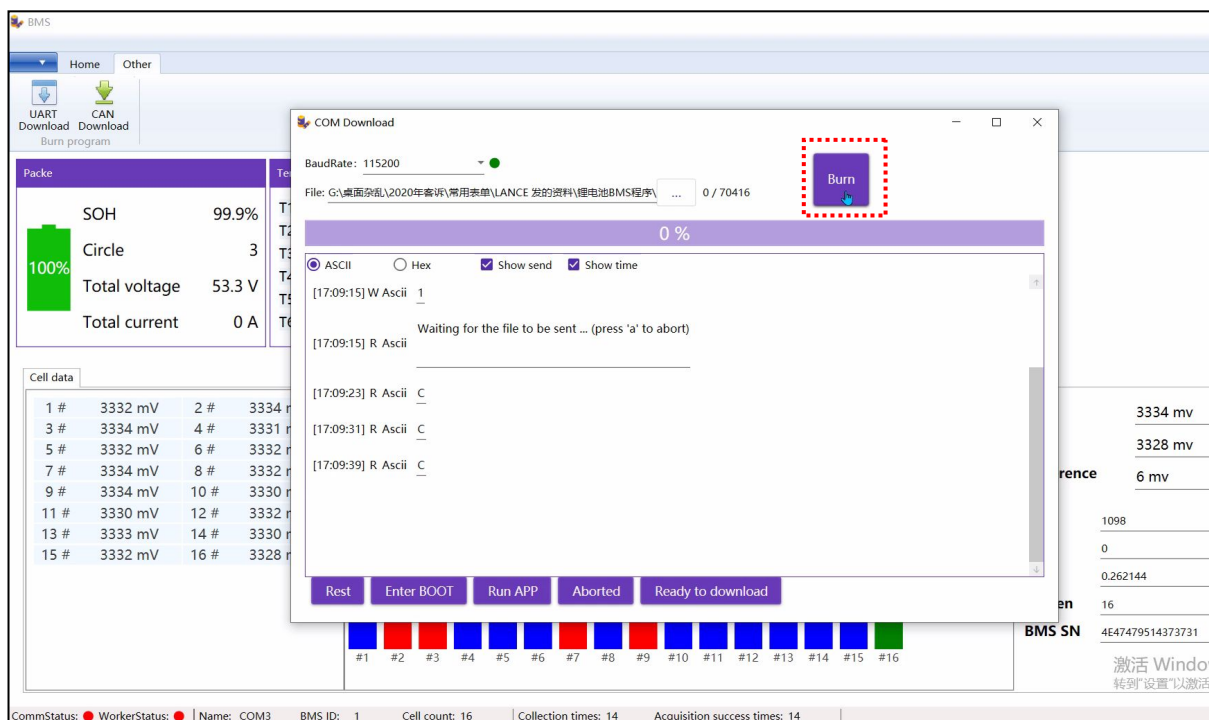 BMS
Home Other
UART Download
CAN Download
Burn program
Packe
100%
SOH 99.9%
Circle 3
Total voltage 53.3 V
Total current 0 A
T1
T2
T3
T4
T5
T6
COM Download
BaudRate: 115200
File: G:\桌面杂乱\2020年客诉\常用表单\LANCE 发的资料\锂电池BMS程序\ ... 0 / 70416
Burn
0 %
ASCII Hex Show send Show time
[17:09:15] W Ascii 1
Waiting for the file to be sent ... (press 'a' to abort)
[17:09:15] R Ascii
[17:09:23] R Ascii C
[17:09:31] R Ascii C
[17:09:39] R Ascii C
Rest Enter BOOT Run APP Aborted Ready to download
Cell data
1 # 3332 mV 2 # 3334
3 # 3334 mV 4 # 3331
5 # 3332 mV 6 # 3332
7 # 3334 mV 8 # 3332
9 # 3334 mV 10 # 3330
11 # 3330 mV 12 # 3332
13 # 3333 mV 14 # 3330
15 # 3332 mV 16 # 3328
3334 mv
3328 mv
rence 6 mv
1098
0
0.262144
en 16
BMS SN 4E47479514373731
#1 #2 #3 #4 #5 #6 #7 #8 #9 #10 #11 #12 #13 #14 #15 #16
激活 Windo
转到"设置"以激活
CommStatus: WorkerStatus: Name: COM3 BMS ID: 1 Cell count: 16 Collection times: 14 Acquisition success times: 14